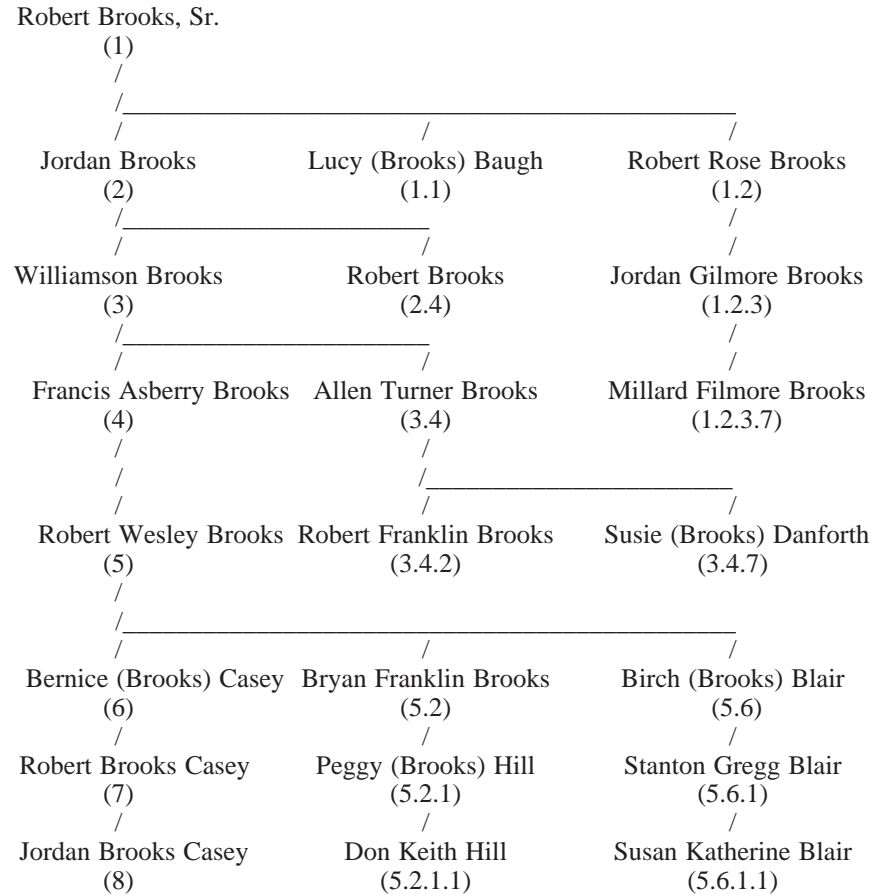 Robert Brooks, Sr.
(1)
/
/______________________________________________
/ / /
Jordan Brooks Lucy (Brooks) Baugh Robert Rose Brooks
(2) (1.1) (1.2)
/_______________________ /
/ / /
Williamson Brooks Robert Brooks Jordan Gilmore Brooks
(3) (2.4) (1.2.3)
/_______________________ /
/ / /
Francis Asberry Brooks Allen Turner Brooks Millard Filmore Brooks
(4) (3.4) (1.2.3.7)
/ /
/ /_______________________
/ / /
Robert Wesley Brooks Robert Franklin Brooks Susie (Brooks) Danforth
(5) (3.4.2) (3.4.7)
/
/______________________________________________
/ / /
Bernice (Brooks) Casey Bryan Franklin Brooks Birch (Brooks) Blair
(6) (5.2) (5.6)
/ / /
Robert Brooks Casey Peggy (Brooks) Hill Stanton Gregg Blair
(7) (5.2.1) (5.6.1)
/ / /
Jordan Brooks Casey Don Keith Hill Susan Katherine Blair
(8) (5.2.1.1) (5.6.1.1)